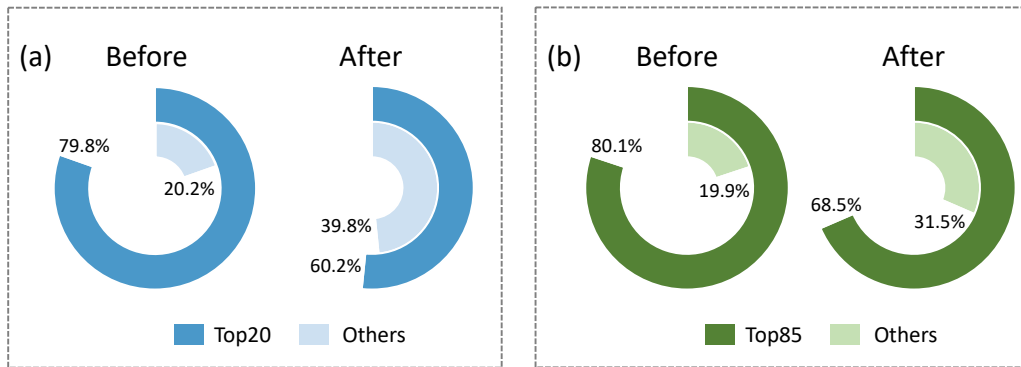 (a) Before After
79.8%
20.2%
39.8%
60.2%
Top20 Others
(b) Before After
80.1%
19.9%
68.5%
31.5%
Top85 Others